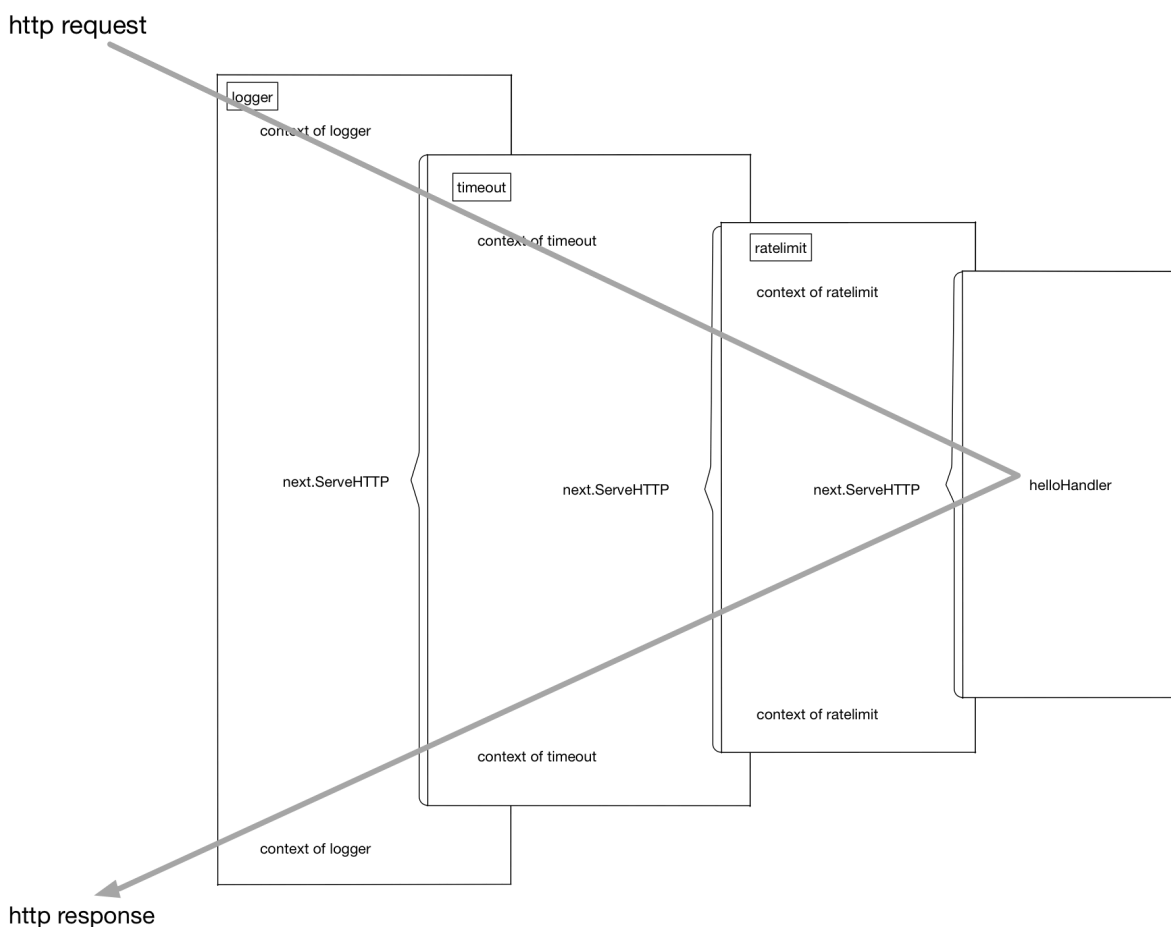 http request
logger
context of logger
timeout
context of timeout
ratelimit
context of ratelimit
next.ServeHTTP
next.ServeHTTP
next.ServeHTTP
helloHandler
context of ratelimit
context of timeout
context of logger
http response